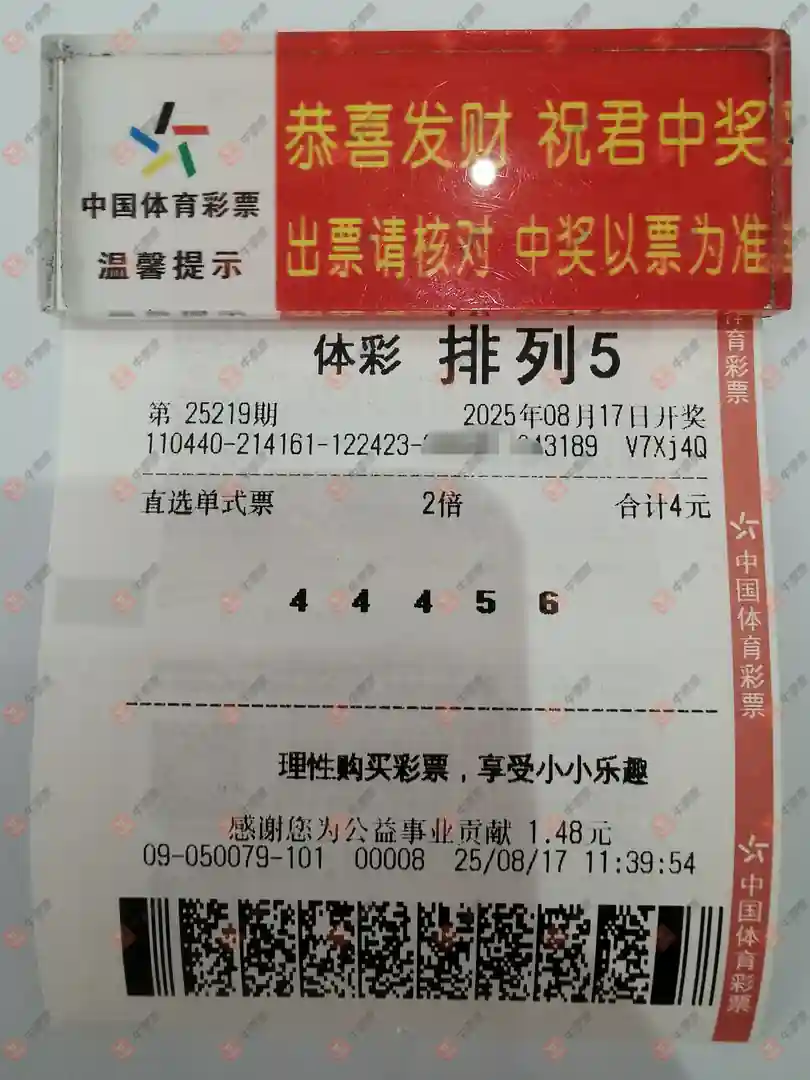 恭喜发财 祝君中奖
中国体育彩票
温馨提示
出票请核对 中奖以票为准
体彩 排列5
第 25219期 2025年08月17日开奖
110440-214161-122423- 43189 V7Xj4Q
直选单式票 2倍 合计4元
4 4 4 5 6
理性购买彩票，享受小小乐趣
感谢您为公益事业贡献 1.48元
09-050079-101 00008 25/08/17 11:39:54
体育彩票
中国体育彩票
中国体育彩票